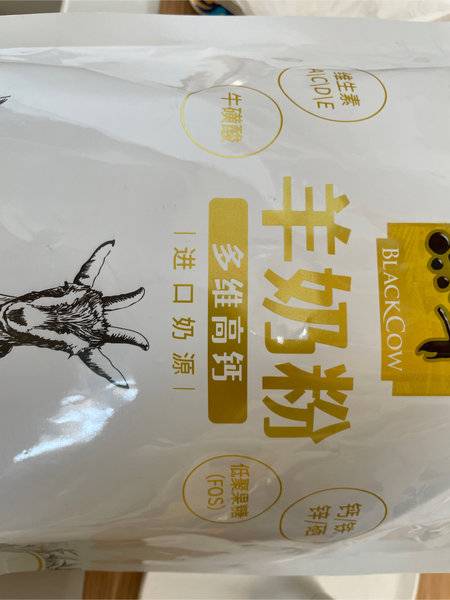 BLACKCOW
维生素
A|C|D|E
牛磺酸
羊奶粉
多维高钙
进口奶源
低聚果糖
(FOS)
钙/铁
锌/硒